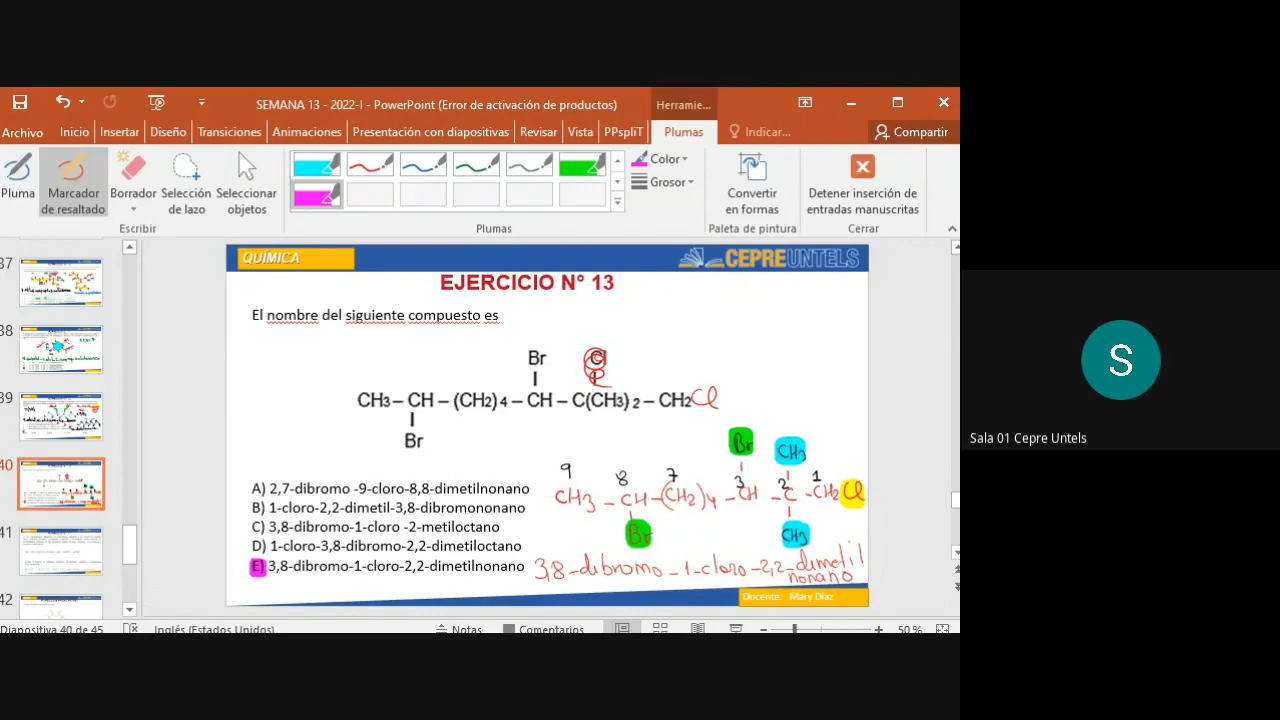 SEMANA 13 - 2022-I - PowerPoint (Error de activación de productos)
Herramie...
Archivo
Inicio
Insertar
Diseño
Transiciones
Animaciones
Presentación con diapositivas
Revisar
Vista
PPspliT
Plumas
Indicar...
Compartir
Pluma
Marcador de resaltado
Borrador
Selección de lazo
Seleccionar objetos
Color
Grosor
Convertir en formas
Detener inserción de entradas manuscritas
Escribir
Plumas
Paleta de pintura
Cerrar
37
38
39
40
41
42
QUÍMICA
CEPREUNTELS
EJERCICIO N° 13
El nombre del siguiente compuesto es
Br
CH3 – CH – (CH2)4 – CH – C(CH3)2 – CH2Cl
Br
Br CH3
9 8 7 3 2 1
CH3 – CH –(CH2)4 –CH –C –CH2Cl
Br CH3
A) 2,7-dibromo -9-cloro-8,8-dimetilnonano
B) 1-cloro-2,2-dimetil-3,8-dibromononano
C) 3,8-dibromo-1-cloro -2-metiloctano
D) 1-cloro-3,8-dibromo-2,2-dimetiloctano
E) 3,8-dibromo-1-cloro-2,2-dimetilnonano
3,8-dibromo-1-cloro-2,2-dimetil
nonano
Docente: Mary Díaz
Diapositiva 40 de 45
Inglés (Estados Unidos)
Notas
Comentarios
50 %
S
Sala 01 Cepre Untels